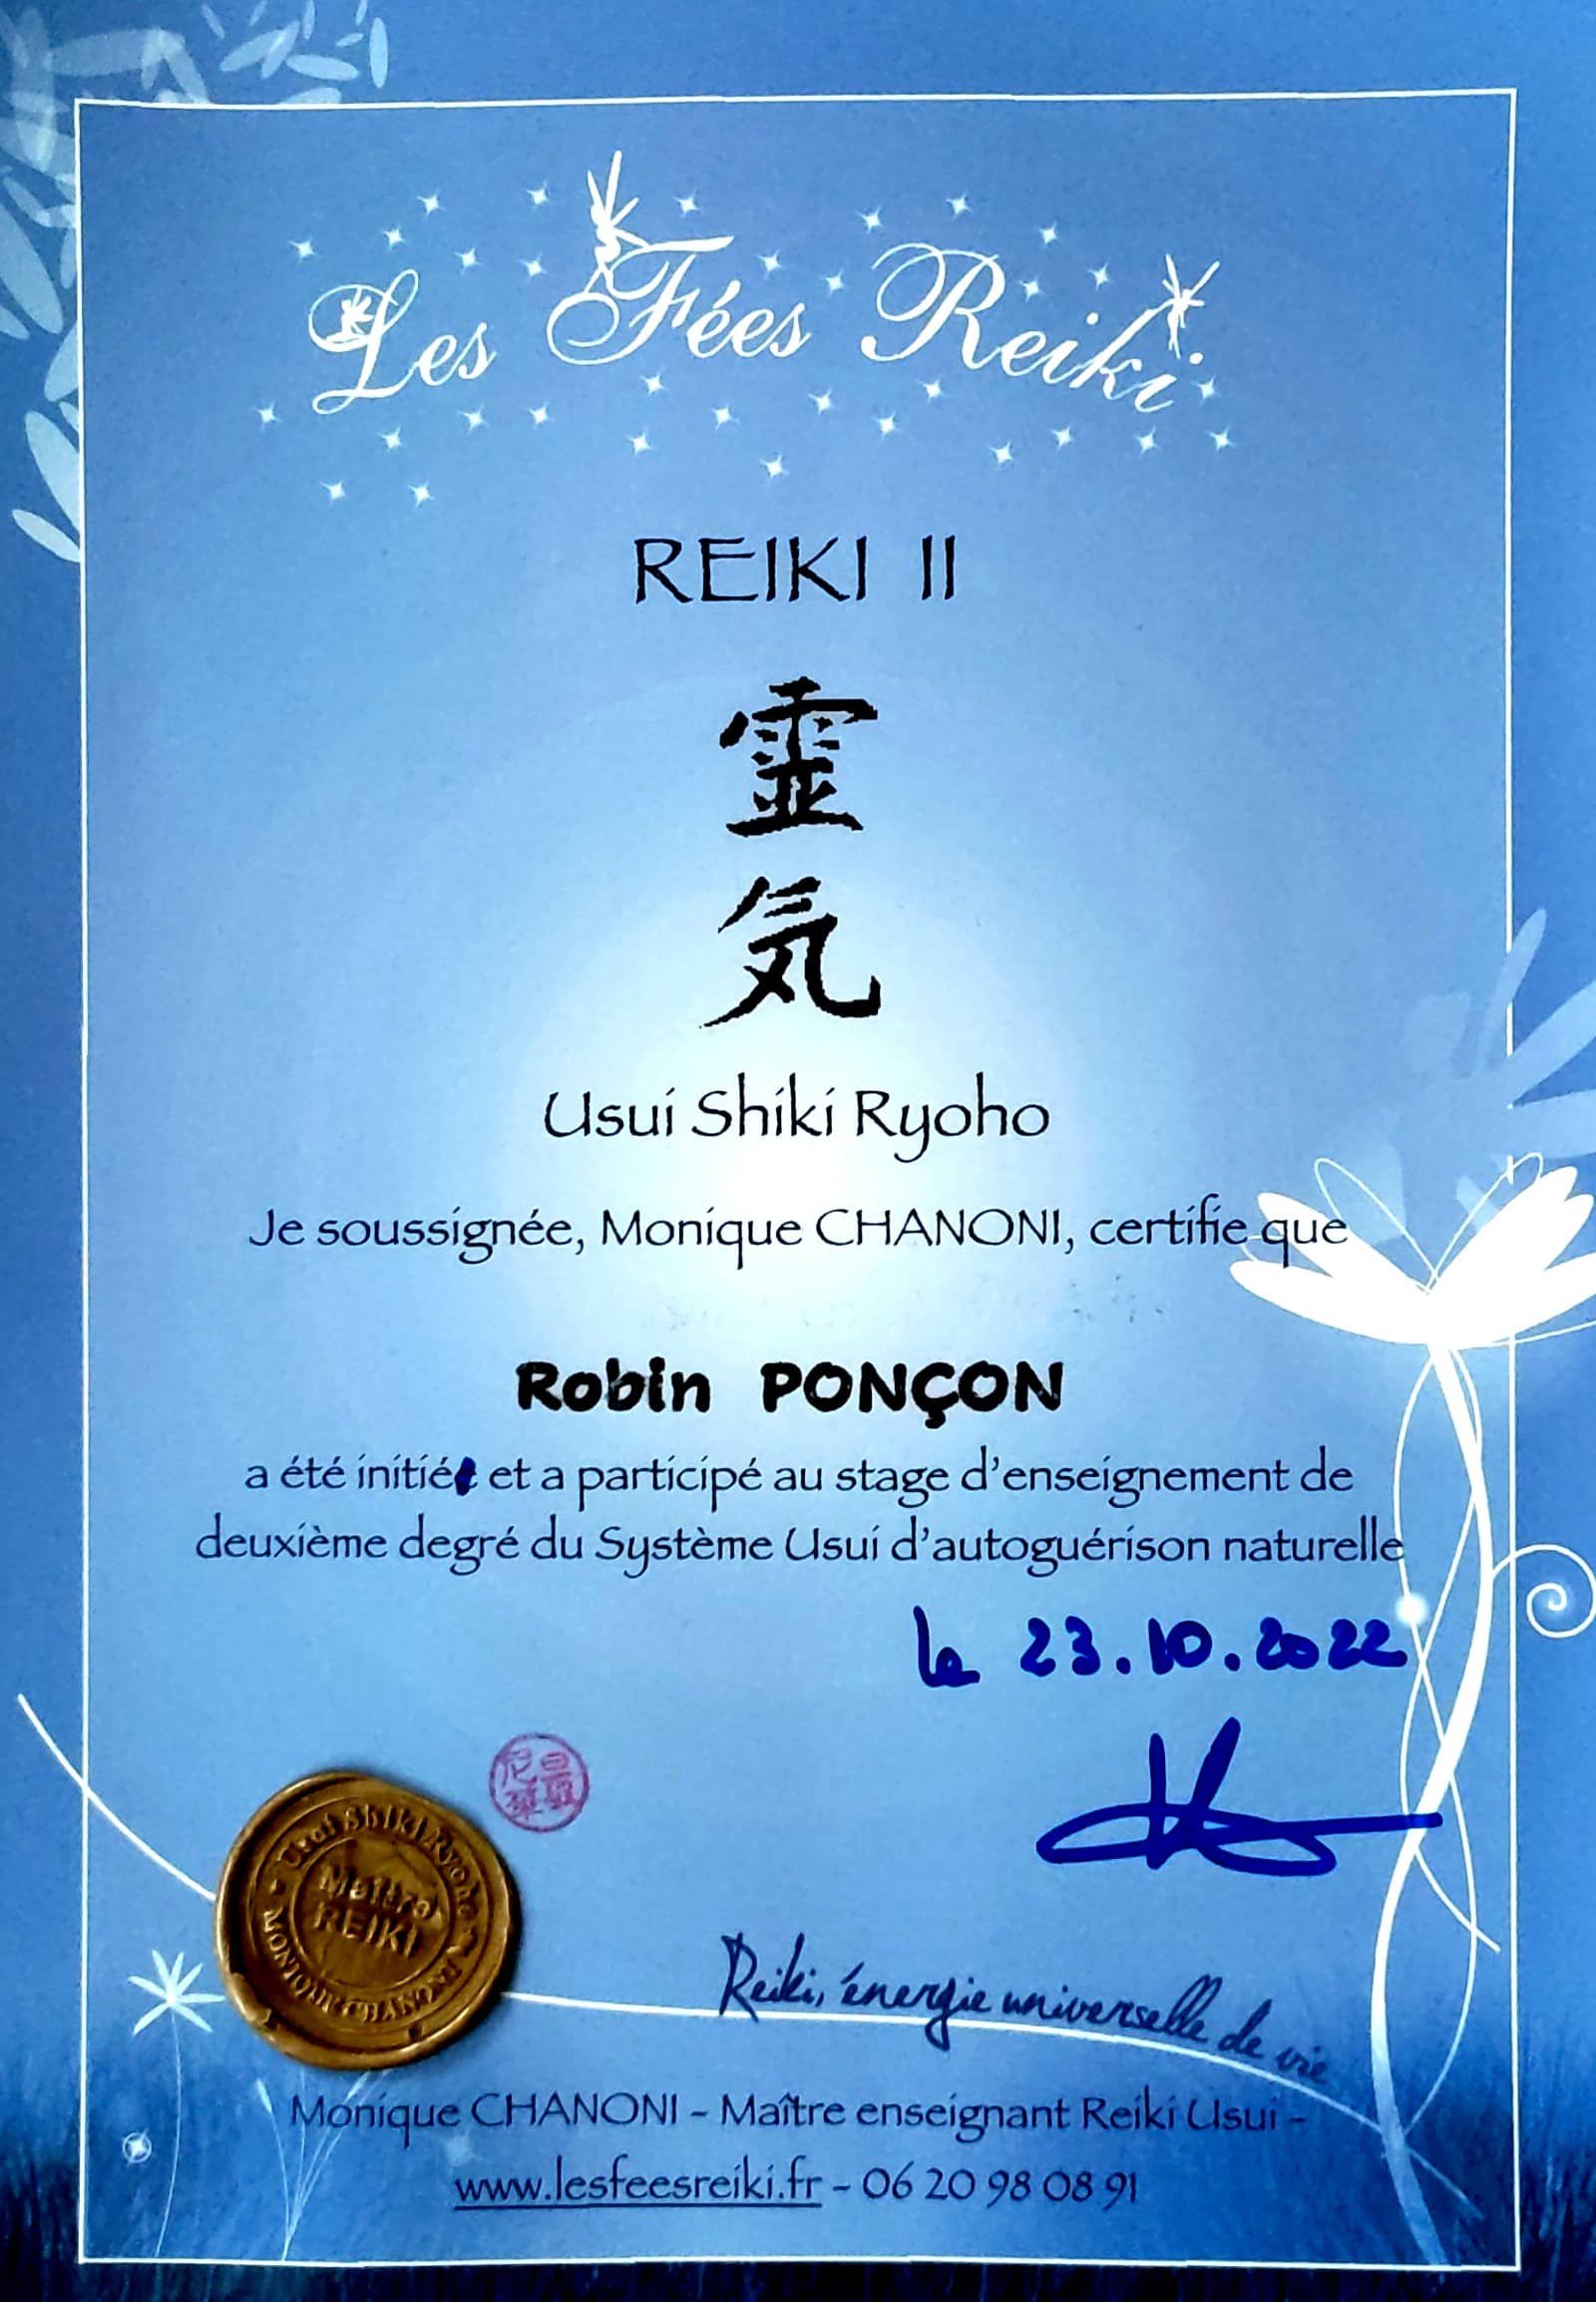 Les Fées Reiki
REIKI II
靈
気
Usui Shiki Ryoho
Je soussignée, Monique CHANONI, certifie que
Robin PONÇON
a été initié et a participé au stage d'enseignement de
deuxième degré du Système Usui d'autoguérison naturelle
le 23.10.2022
Usui Shiki Ryoho
Maître
REIKI
MONIQUE CHANONI
Reiki, énergie universelle de vie
Monique CHANONI - Maître enseignant Reiki Usui -
www.lesfeesreiki.fr - 06 20 98 08 91